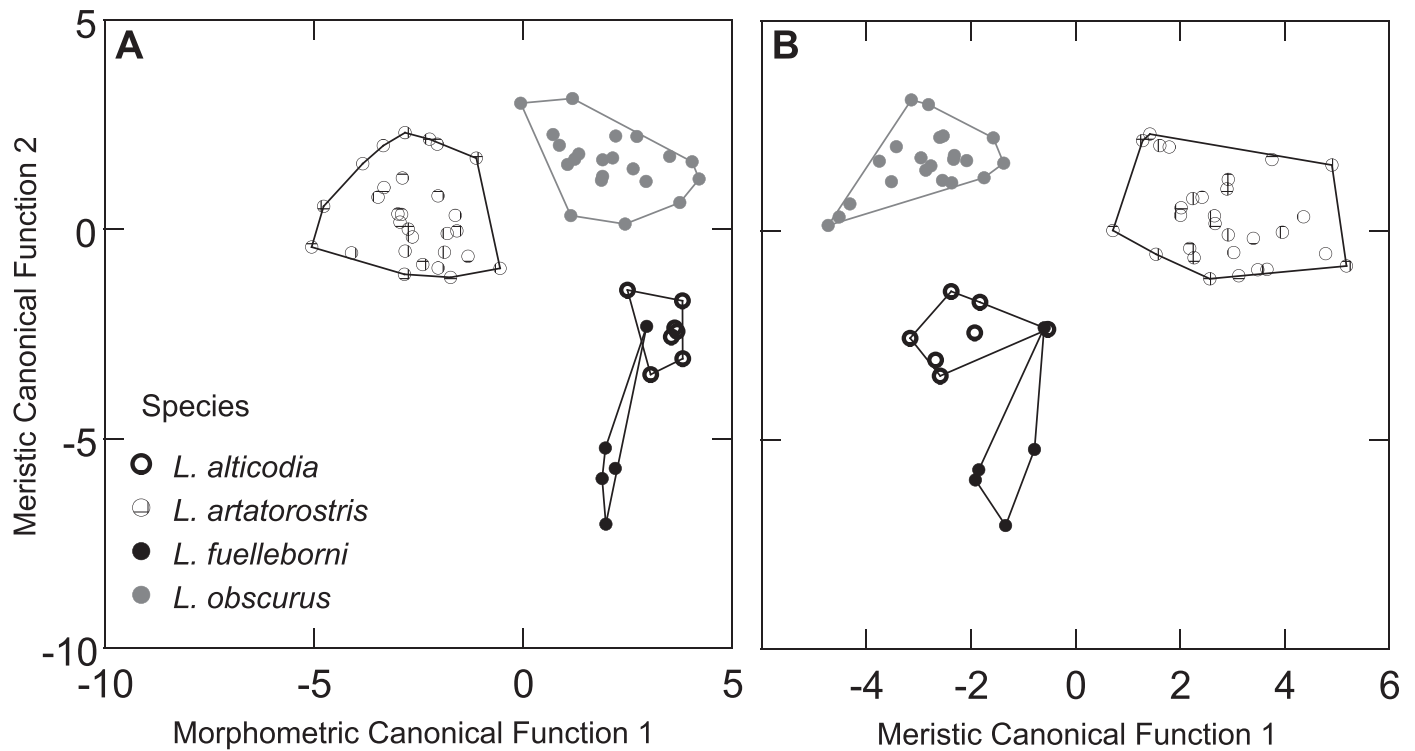 A
B
Meristic Canonical Function 2
5
0
-5
-10
Species
L. alticodia
L. artatorostris
L. fuelleborni
L. obscurus
-10 -5 0 5
-4 -2 0 2 4 6
Morphometric Canonical Function 1
Meristic Canonical Function 1